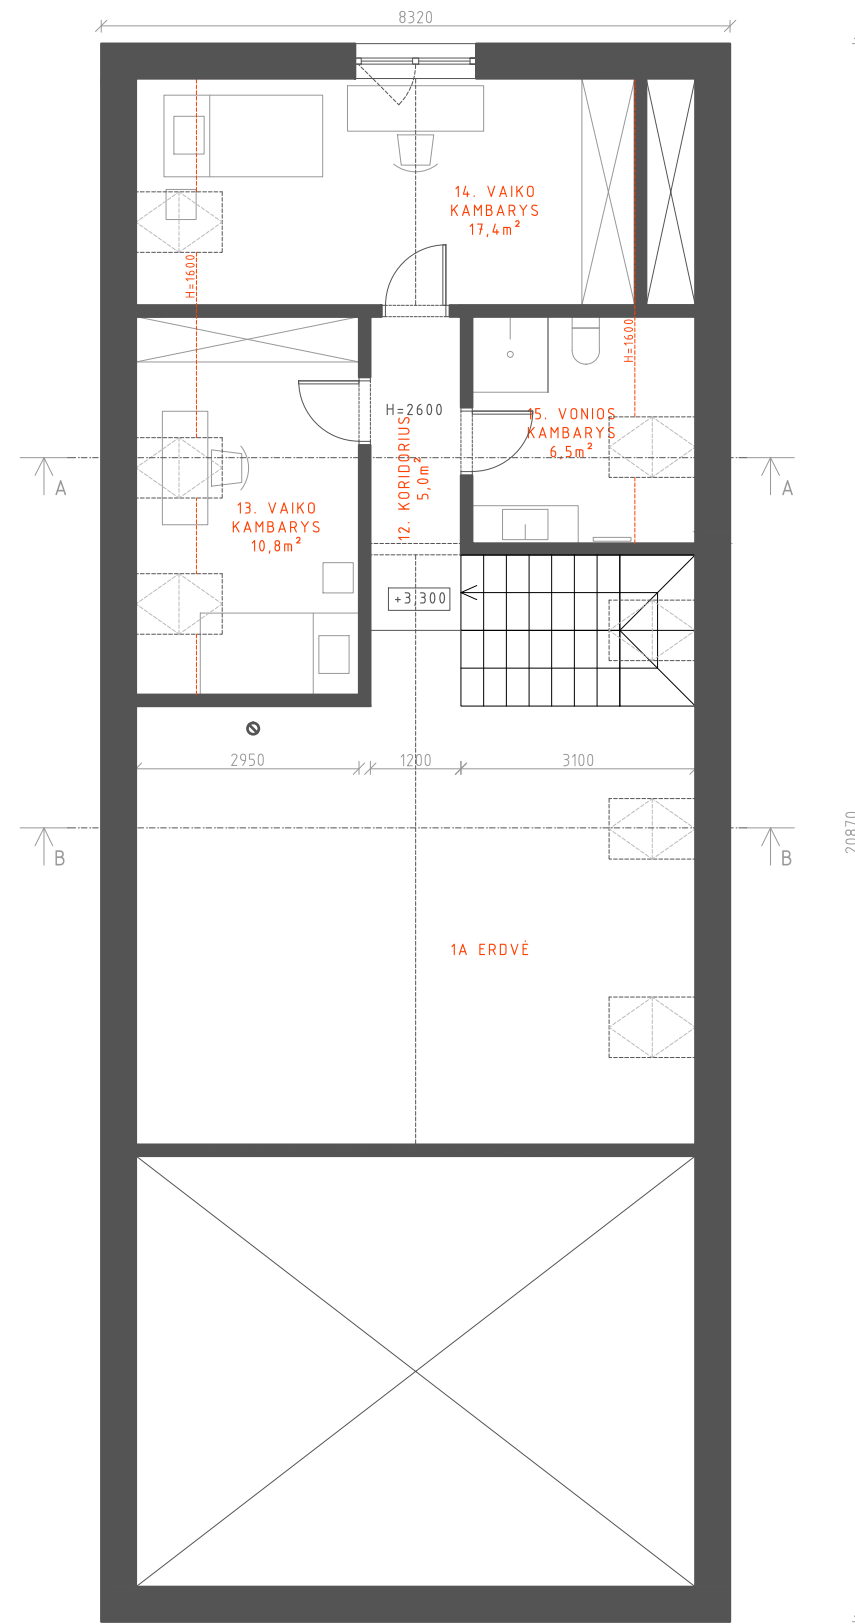 8320
14. VAIKO
KAMBARYS
17,4m²
H=1600
H=1600
H=2600
15. VONIOS
KAMBARYS
6,5m²
12. KORIDORIUS
5,0m²
A
A
13. VAIKO
KAMBARYS
10,8m²
+3,300
2950
1200
3100
20870
B
B
1A ERDVĖ